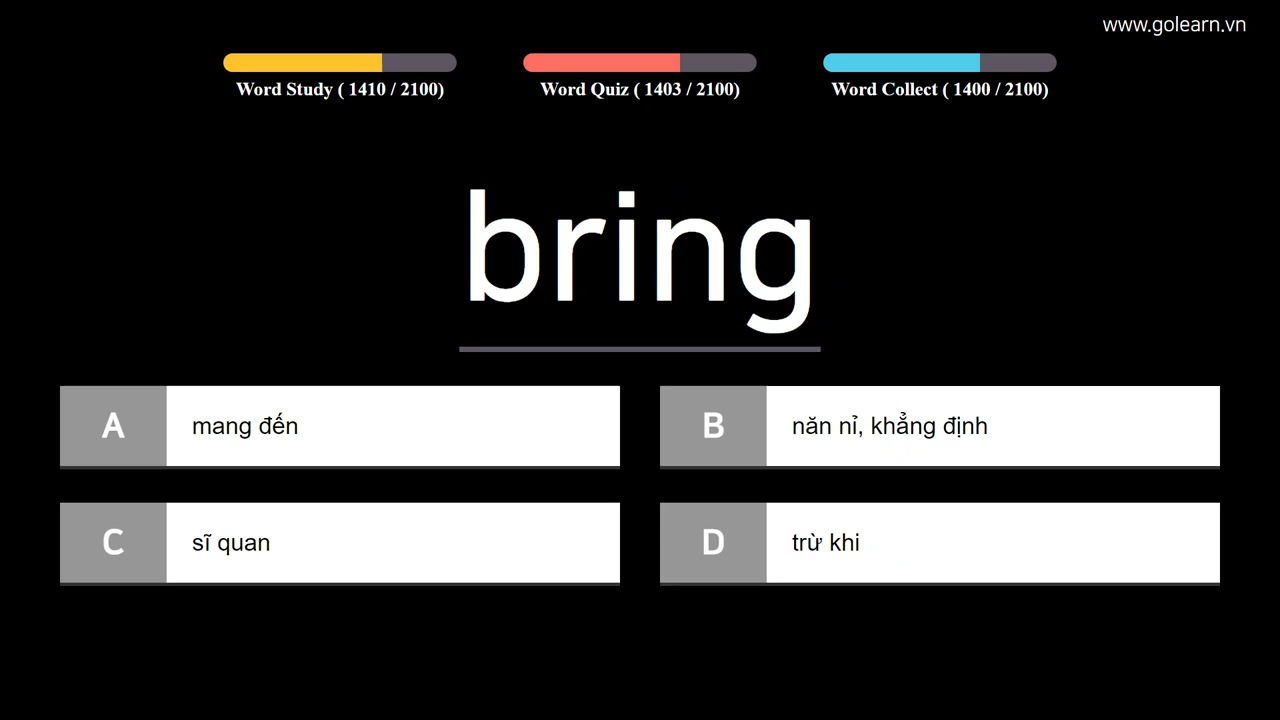 www.golearn.vn
Word Study ( 1410 / 2100)
Word Quiz ( 1403 / 2100)
Word Collect ( 1400 / 2100)
bring
A
mang đến
B
năn nỉ, khẳng định
C
sĩ quan
D
trừ khi